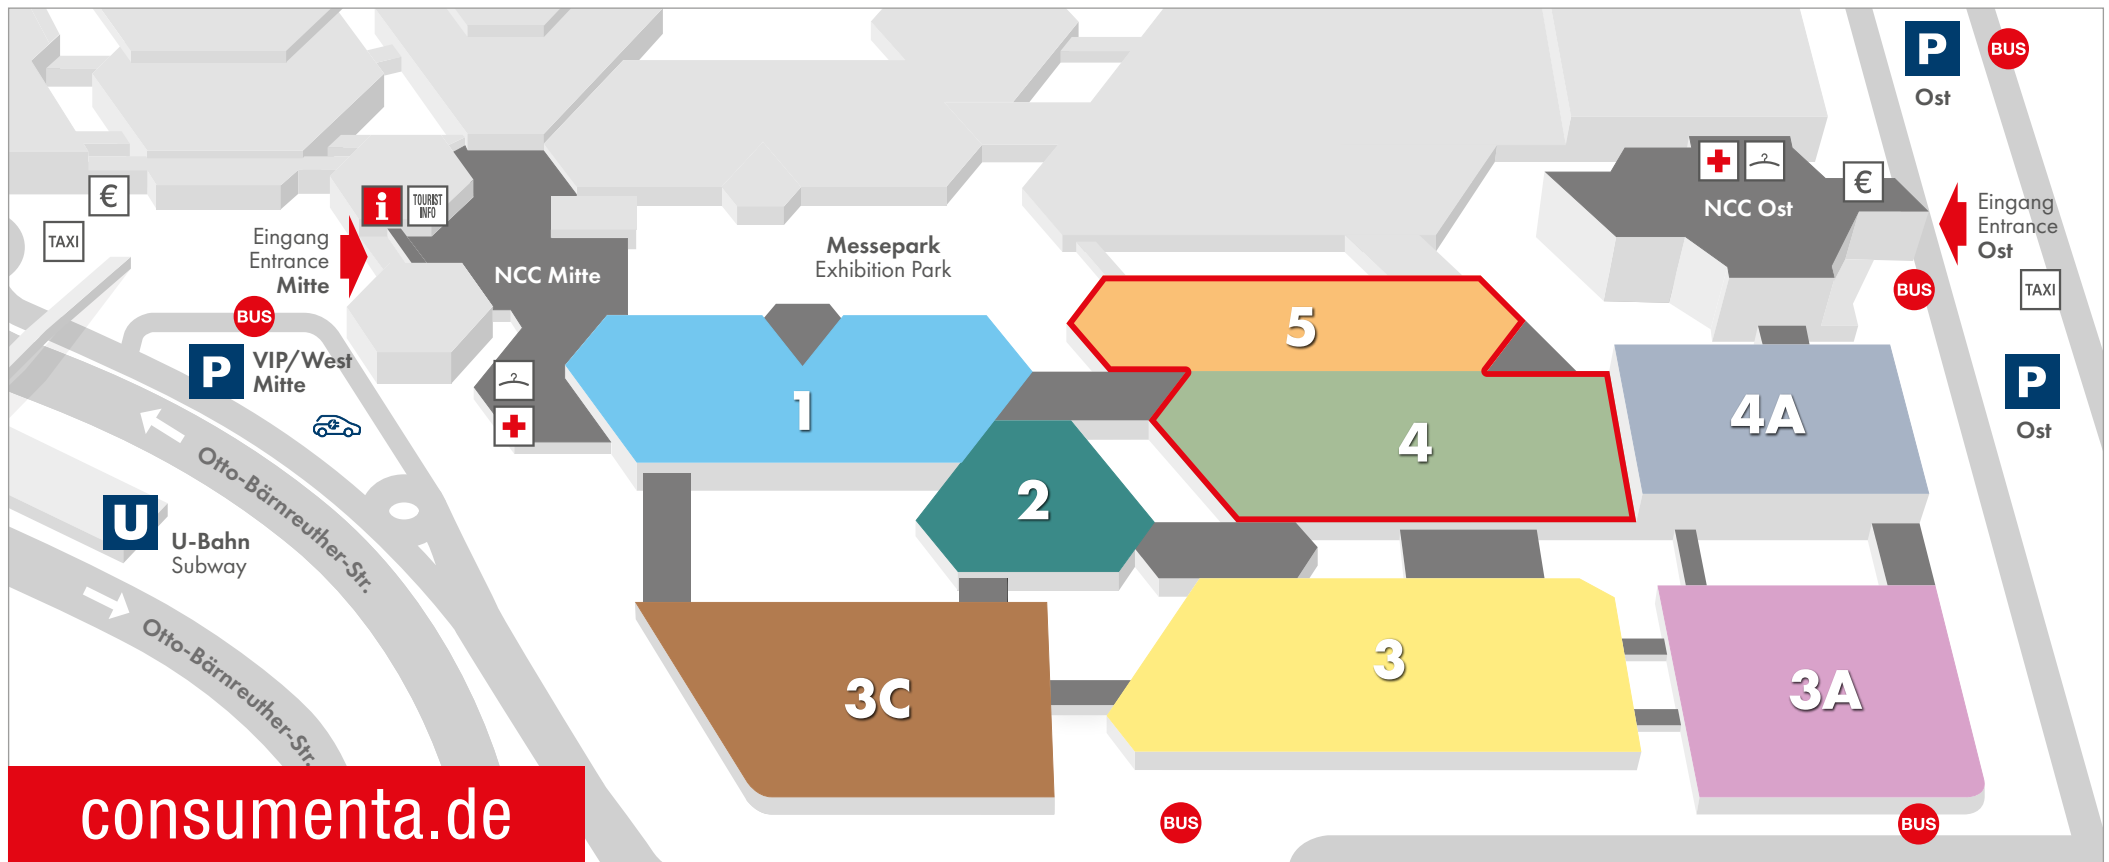 P
Ost
BUS
€
TAXI
i
TOURIST
INFO
Eingang
Entrance
Mitte
BUS
P
VIP/West
Mitte
NCC Mitte
Messepark
Exhibition Park
NCC Ost
€
Eingang
Entrance
Ost
BUS
TAXI
P
Ost
1
2
5
4
4A
3C
3
3A
Otto-Bärnreuther-Str.
U
U-Bahn
Subway
Otto-Bärnreuther-Str.
consumenta.de
BUS
BUS